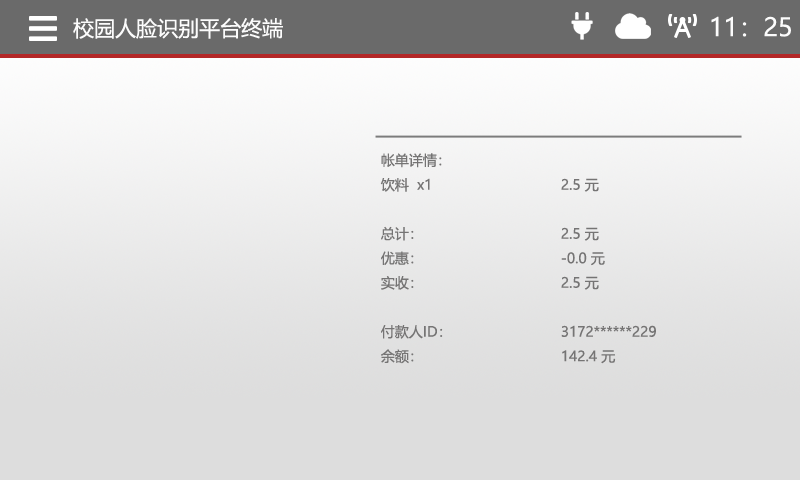 校园人脸识别平台终端 11：25
帐单详情：
饮料 x1 2.5 元
总计： 2.5 元
优惠： -0.0 元
实收： 2.5 元
付款人ID： 3172******229
余额： 142.4 元